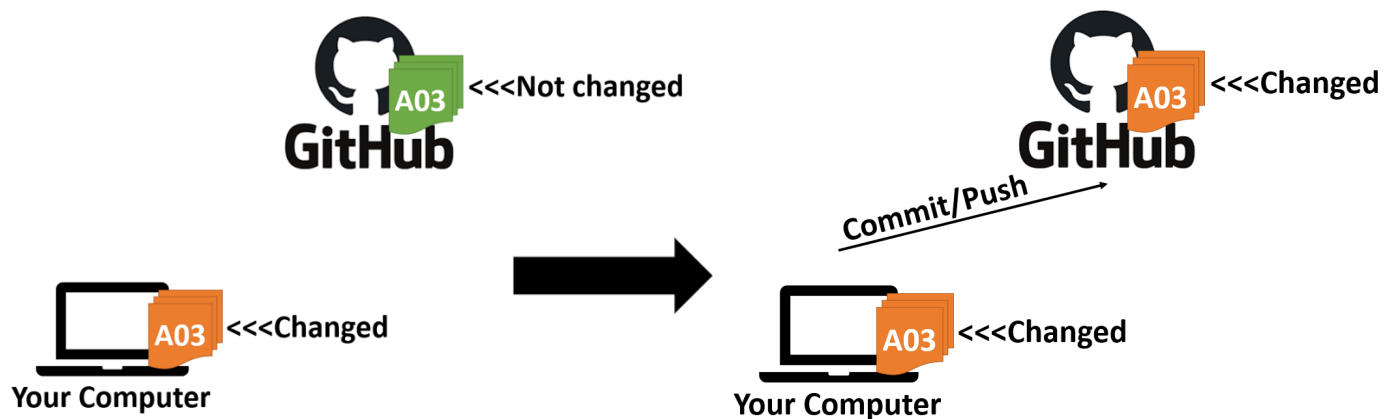 A03
<<<Not changed
GitHub
A03
<<<Changed
Your Computer
A03
<<<Changed
GitHub
Commit/Push
A03
<<<Changed
Your Computer